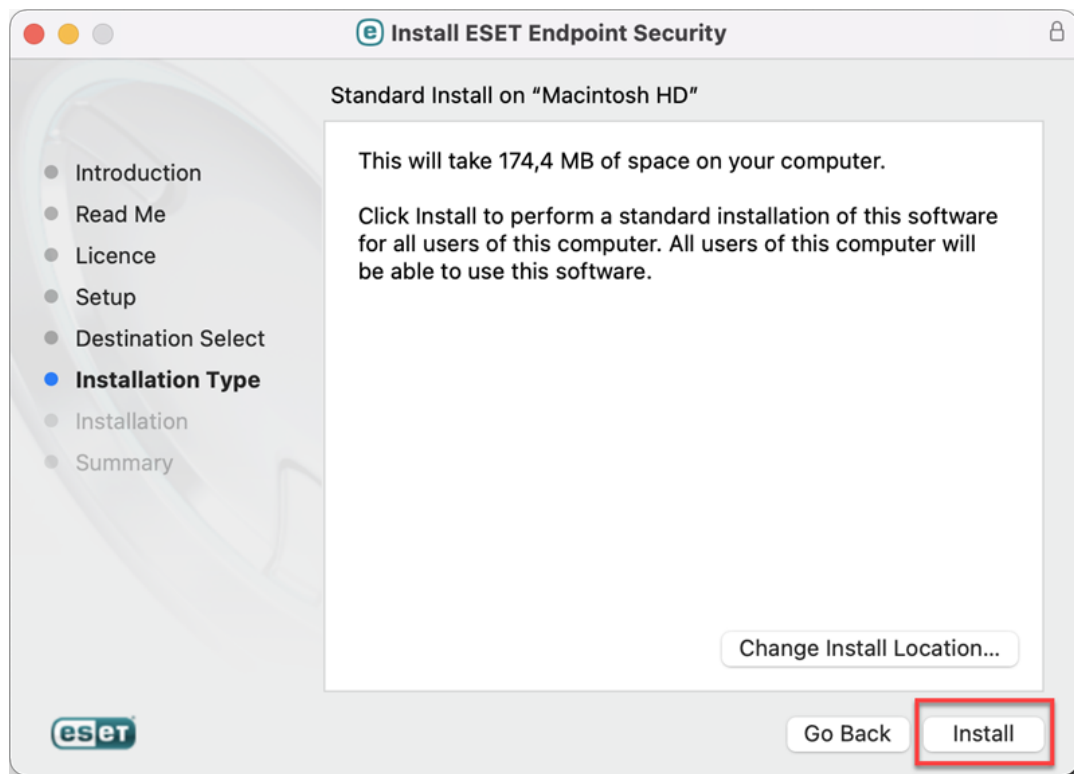 Install ESET Endpoint Security
Standard Install on “Macintosh HD”
Introduction
Read Me
Licence
Setup
Destination Select
Installation Type
Installation
Summary
This will take 174,4 MB of space on your computer.
Click Install to perform a standard installation of this software
for all users of this computer. All users of this computer will
be able to use this software.
Change Install Location...
eseT
Go Back
Install